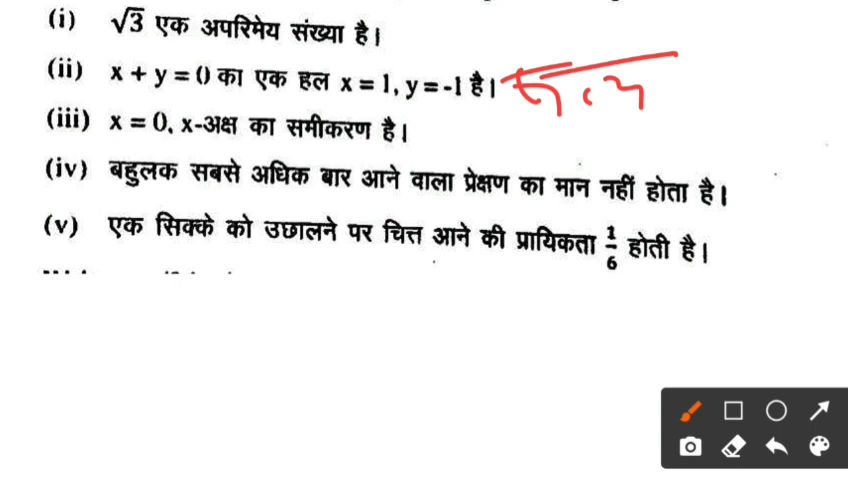 (i) √3 एक अपरिमेय संख्या है।
(ii) x + y = 0 का एक हल x = 1, y = -1 है।
(iii) x = 0, x-अक्ष का समीकरण है।
(iv) बहुलक सबसे अधिक बार आने वाला प्रेक्षण का मान नहीं होता है।
(v) एक सिक्के को उछालने पर चित्त आने की प्रायिकता 1/6 होती है।